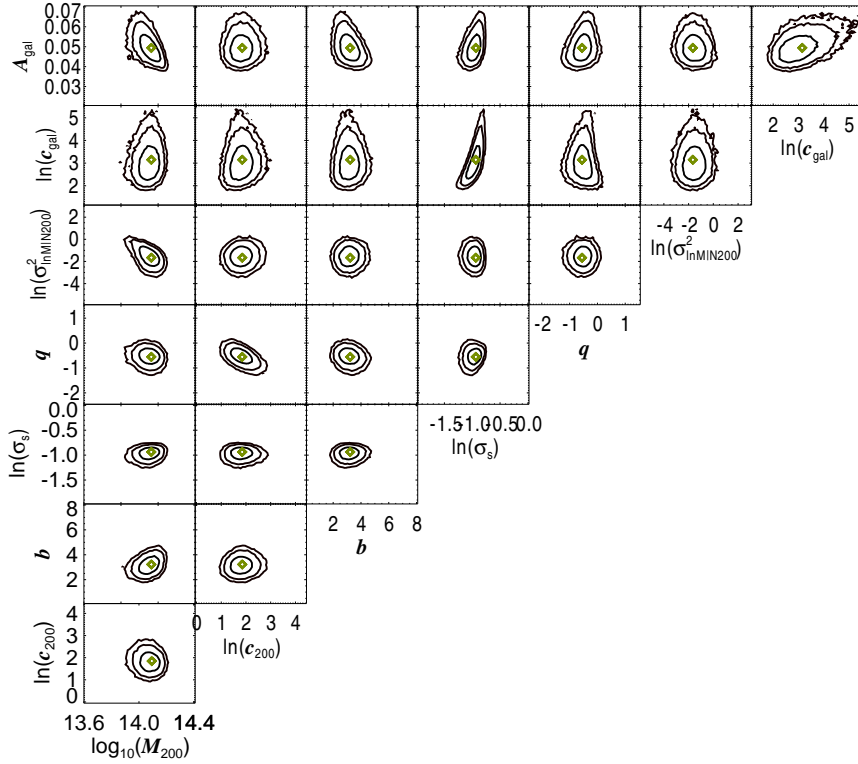 0.07
0.06
0.05
0.04
0.03
A_gal
5
4
3
2
ln(c_gal)
2 3 4 5
ln(c_gal)
2
0
-2
-4
ln(σ²_lnMIN200)
-4 -2 0 2
ln(σ²_lnMIN200)
1
0
-1
-2
q
-2 -1 0 1
q
0.0
-0.5
-1.0
-1.5
ln(σ_s)
-1.5-1.0-0.50.0
ln(σ_s)
8
6
4
2
b
2 4 6 8
b
4
3
2
1
0
ln(c_200)
0 1 2 3 4
ln(c_200)
13.6 14.0 14.4
log_10(M_200)